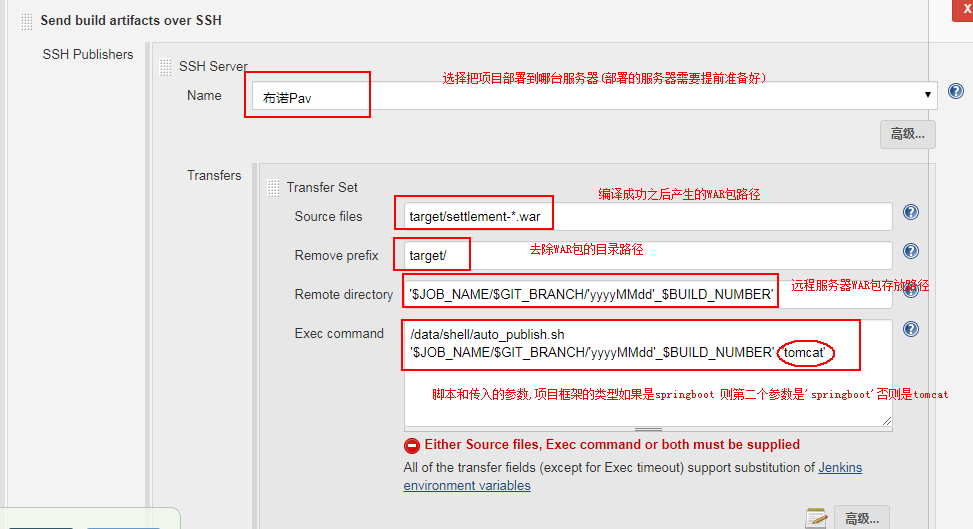 Send build artifacts over SSH
X
SSH Publishers
SSH Server
选择把项目部署到哪台服务器(部署的服务器需要提前准备好)
Name
布诺Pav
高级...
Transfers
Transfer Set
编译成功之后产生的WAR包路径
Source files
target/settlement-*.war
去除WAR包的目录路径
Remove prefix
target/
远程服务器WAR包存放路径
Remote directory
'$JOB_NAME/$GIT_BRANCH/'yyyyMMdd'_$BUILD_NUMBER'
Exec command
/data/shell/auto_publish.sh
'$JOB_NAME/$GIT_BRANCH/'yyyyMMdd'_$BUILD_NUMBER' 'tomcat'
脚本和传入的参数,项目框架的类型如果是springboot 则第二个参数是'springboot'否则是tomcat
Either Source files, Exec command or both must be supplied
All of the transfer fields (except for Exec timeout) support substitution of Jenkins
environment variables
高级...